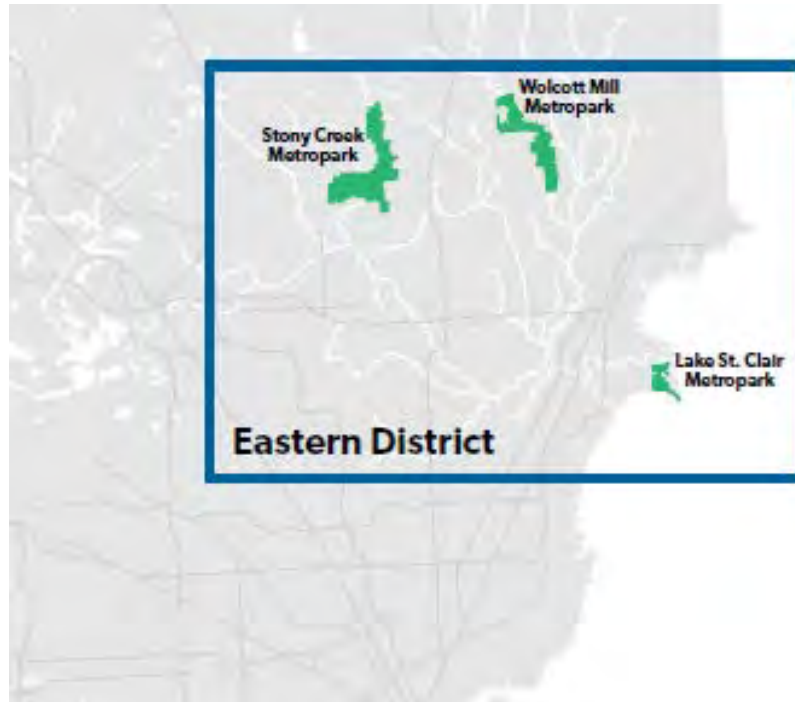 Wolcott Mill
Metropark
Stony Creek
Metropark
Lake St. Clair
Metropark
Eastern District